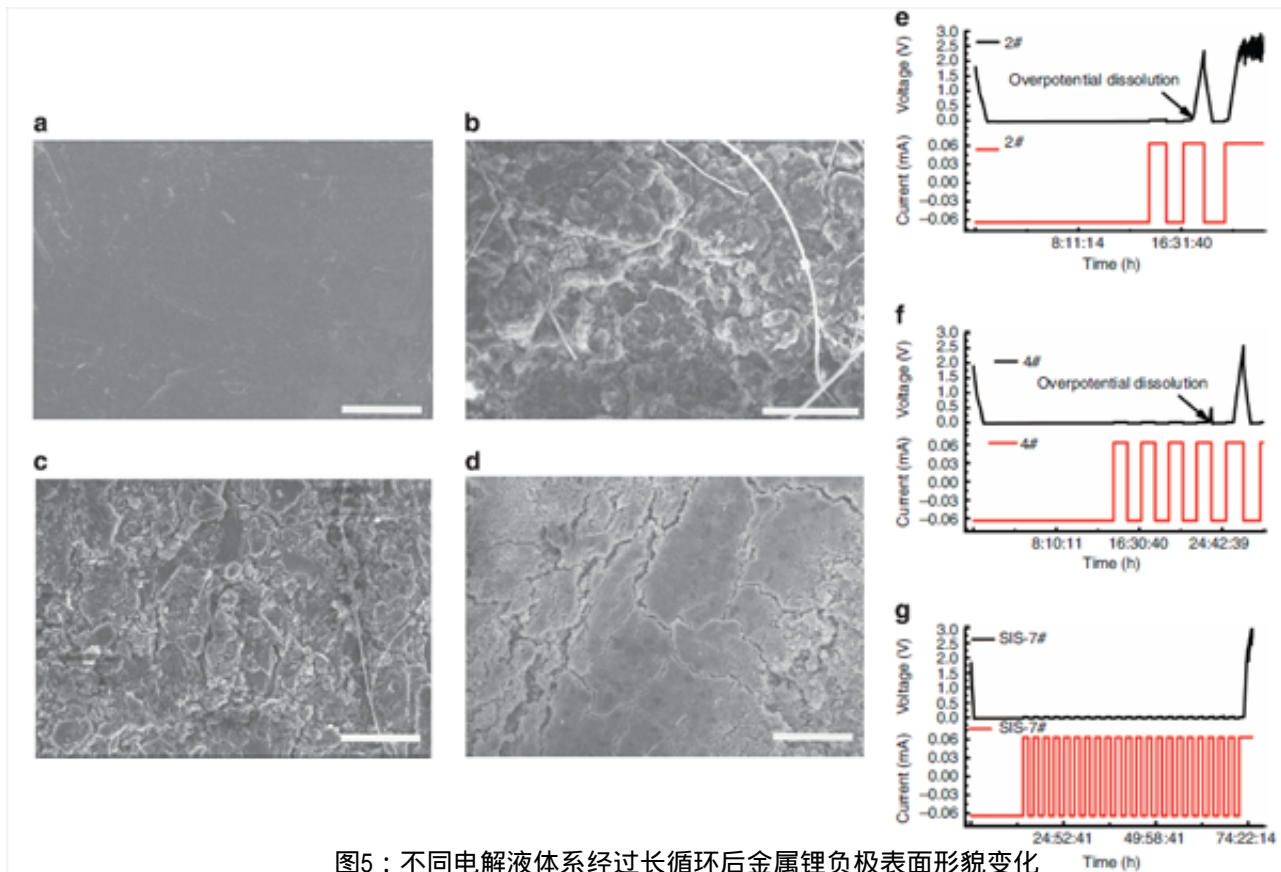 a
b
c
d
e
3.0
2.5
2.0
1.5
1.0
0.5
0.0
Voltage (V)
2#
Overpotential dissolution
0.06
0.03
0.00
−0.03
−0.06
Current (mA)
2#
8:11:14
16:31:40
Time (h)
f
3.0
2.5
2.0
1.5
1.0
0.5
0.0
Voltage (V)
4#
Overpotential dissolution
0.06
0.03
0.00
−0.03
−0.06
Current (mA)
4#
8:10:11
16:30:40
24:42:39
Time (h)
g
3.0
2.5
2.0
1.5
1.0
0.5
0.0
Voltage (V)
SIS-7#
0.06
0.03
0.00
−0.03
−0.06
Current (mA)
SIS-7#
24:52:41
49:58:41
74:22:14
Time (h)
图5：不同电解液体系经过长循环后金属锂负极表面形貌变化